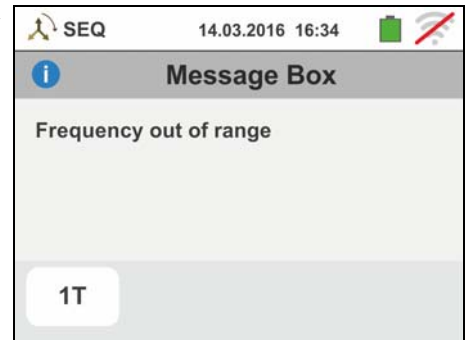 SEQ 14.03.2016 16:34
Message Box
Frequency out of range
1T